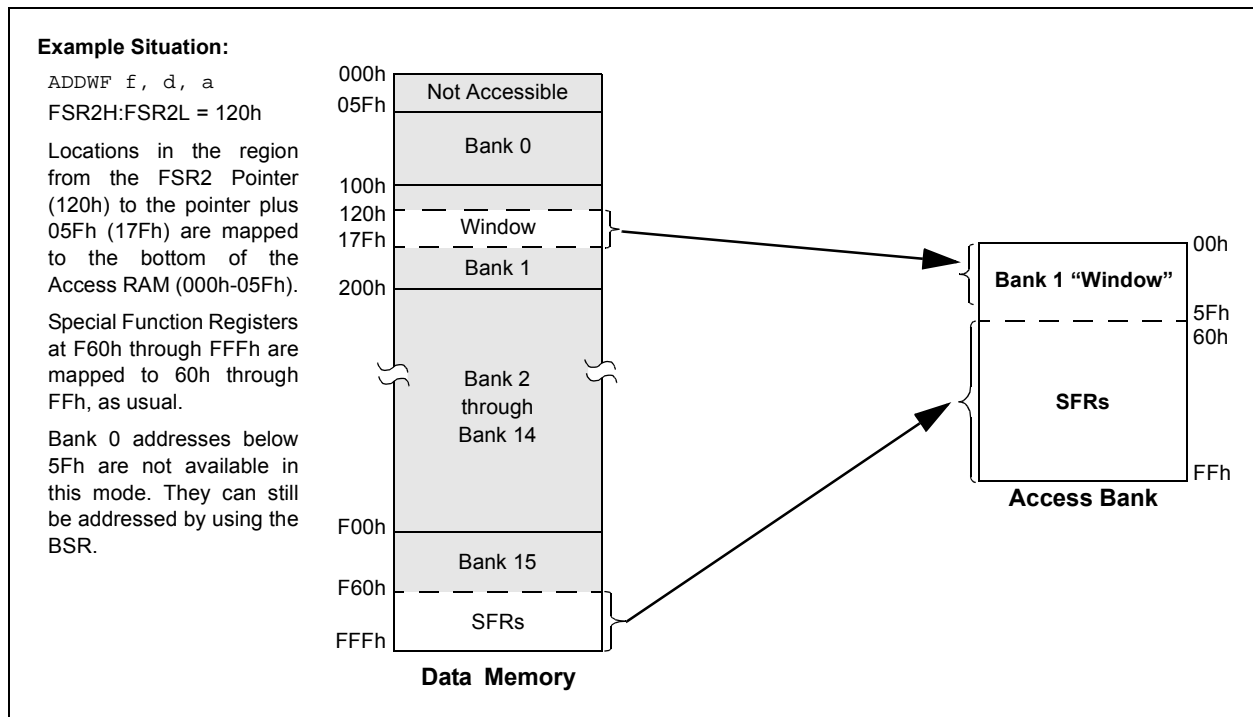 Example Situation:
ADDWF f, d, a
FSR2H:FSR2L = 120h
Locations in the region
from the FSR2 Pointer
(120h) to the pointer plus
05Fh (17Fh) are mapped
to the bottom of the
Access RAM (000h-05Fh).
Special Function Registers
at F60h through FFFh are
mapped to 60h through
FFh, as usual.
Bank 0 addresses below
5Fh are not available in
this mode. They can still
be addressed by using the
BSR.
000h
Not Accessible
05Fh
Bank 0
100h
120h
Window
17Fh
Bank 1
200h
Bank 2
through
Bank 14
F00h
Bank 15
F60h
SFRs
FFFh
Data Memory
00h
Bank 1 “Window”
5Fh
60h
SFRs
FFh
Access Bank